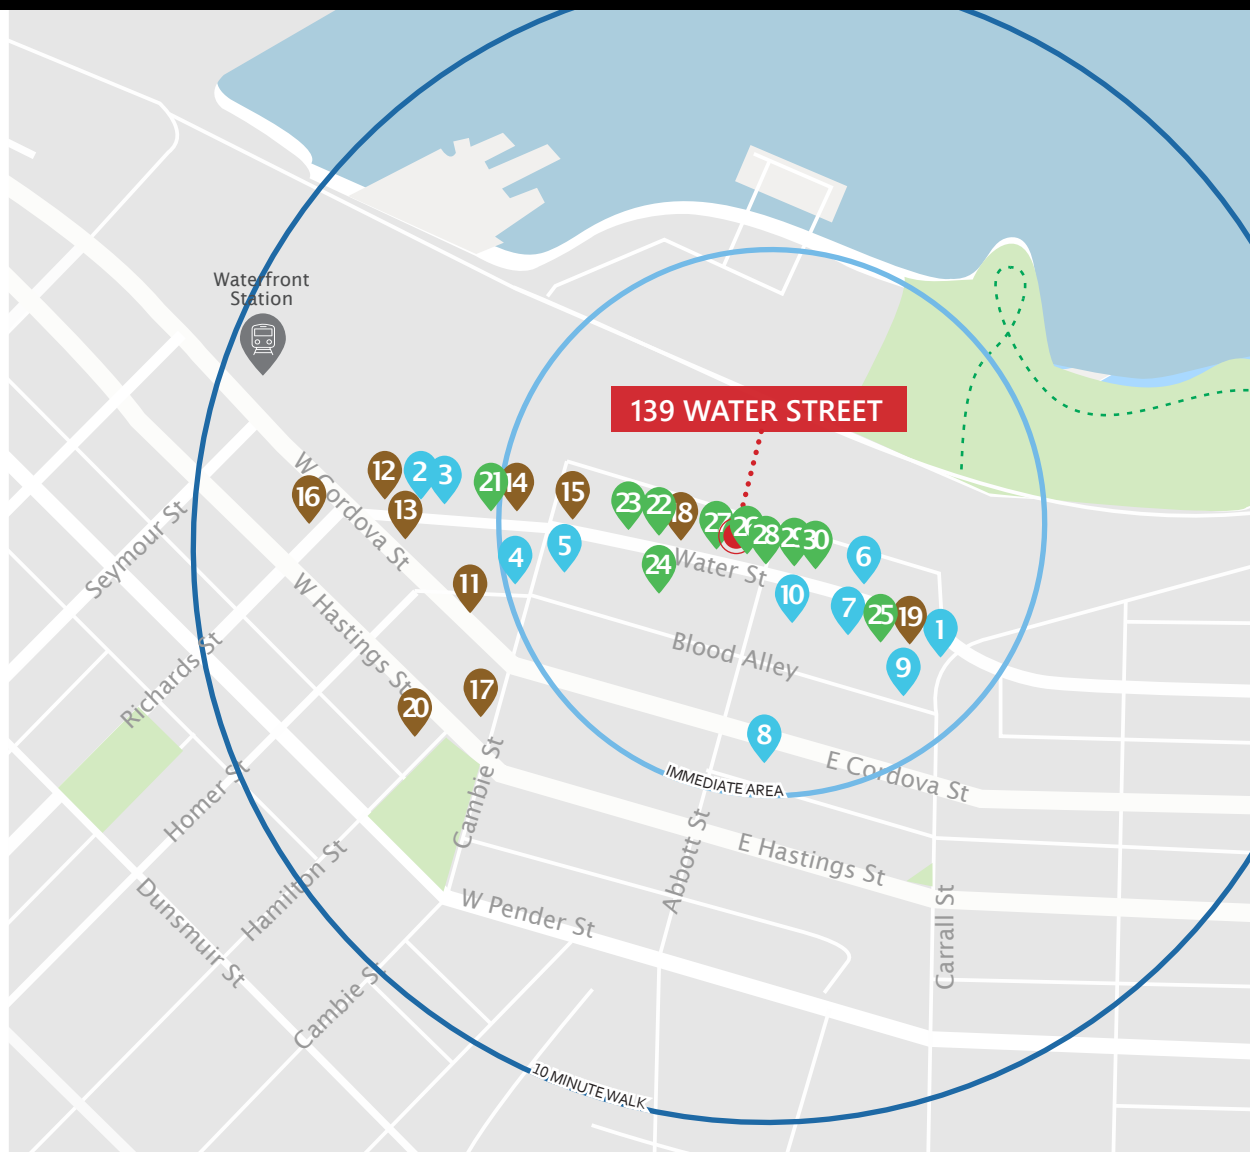 Waterfront
Station
139 WATER STREET
12
2
3
21
14
15
16
13
23
22
18
27
26
28
29
30
4
5
24
6
11
10
7
25
19
1
9
17
20
8
W Cordova St
Water St
Seymour St
W Hastings St
Blood Alley
Richards St
E Cordova St
IMMEDIATE AREA
Homer St
Cambie St
Abbott St
E Hastings St
Hamilton St
Dunsmuir St
W Pender St
Carrall St
Cambie St
10 MINUTE WALK